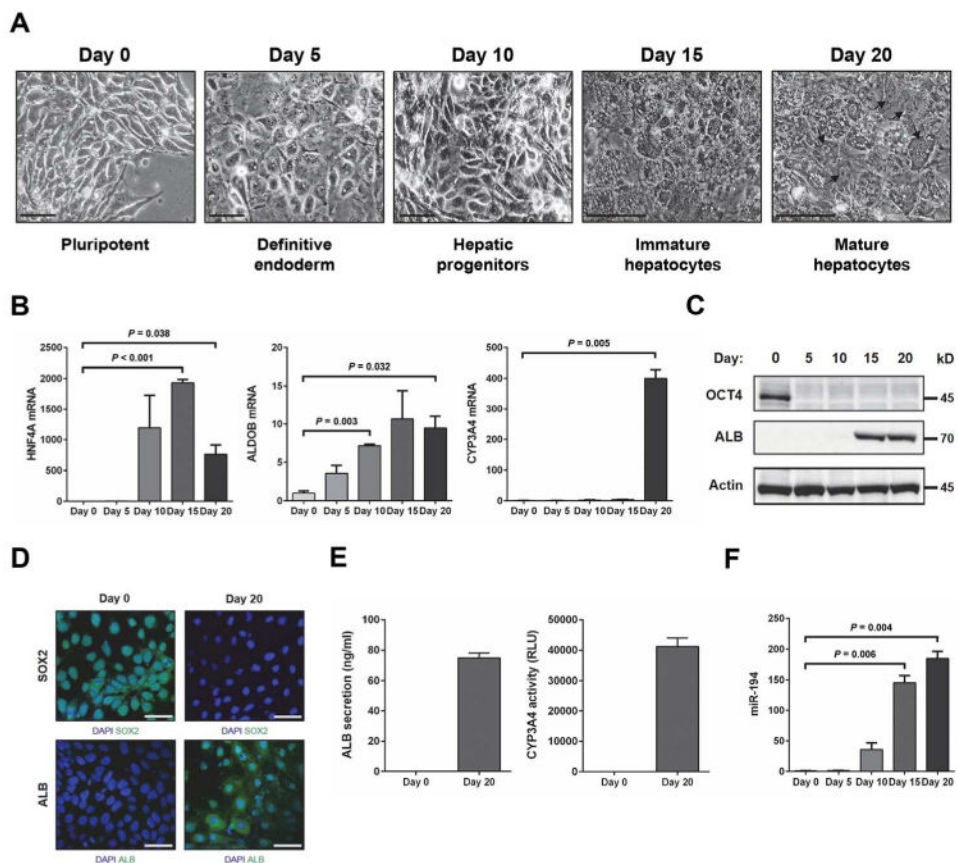 A
Day 0 Day 5 Day 10 Day 15 Day 20
Pluripotent
Definitive
endoderm
Hepatic
progenitors
Immature
hepatocytes
Mature
hepatocytes
B
P = 0.038
P < 0.001
HNF4A mRNA
2500
2000
1500
1000
500
0
Day 0 Day 5 Day 10 Day 15 Day 20
P = 0.032
P = 0.003
ALDOB mRNA
20
15
10
5
0
Day 0 Day 5 Day 10 Day 15 Day 20
P = 0.005
CYP3A4 mRNA
500
400
300
200
100
0
Day 0 Day 5 Day 10 Day 15 Day 20
C
Day: 0 5 10 15 20 kD
OCT4 45
ALB 70
Actin 45
D
Day 0 Day 20
SOX2
DAPI SOX2 DAPI SOX2
ALB
DAPI ALB DAPI ALB
E
ALB secretion (ng/ml)
100
80
60
40
20
0
Day 0 Day 20
CYP3A4 activity (RLU)
50000
40000
30000
20000
10000
0
Day 0 Day 20
F
P = 0.004
P = 0.006
miR-194
250
200
150
100
50
0
Day 0 Day 5 Day 10 Day 15 Day 20